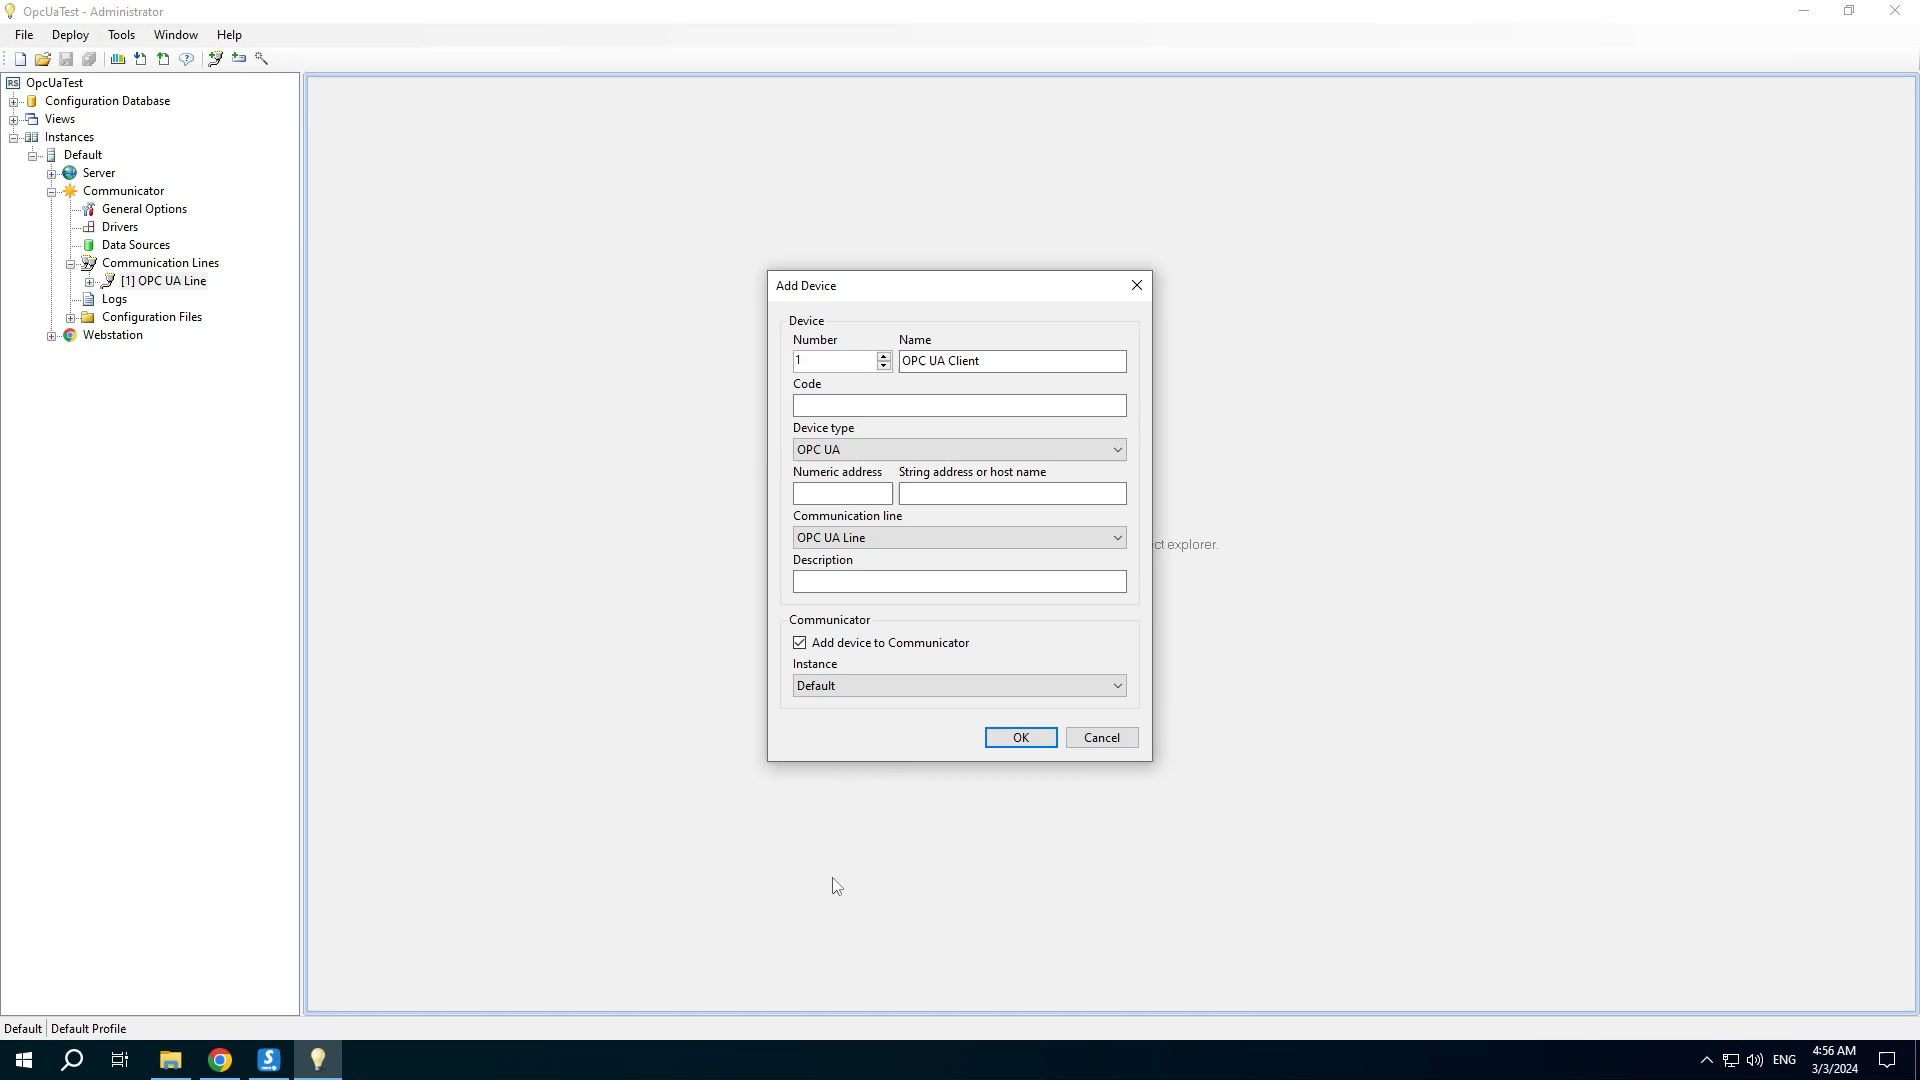 OpcUaTest - Administrator
File Deploy Tools Window Help
RS OpcUaTest
Configuration Database
Views
Instances
Default
Server
Communicator
General Options
Drivers
Data Sources
Communication Lines
[1] OPC UA Line
Logs
Configuration Files
Webstation
Add Device
Device
Number Name
1 OPC UA Client
Code
Device type
OPC UA
Numeric address String address or host name
Communication line
OPC UA Line
Description
Communicator
Add device to Communicator
Instance
Default
OK Cancel
ct explorer.
Default Default Profile
ENG 4:56 AM
3/3/2024